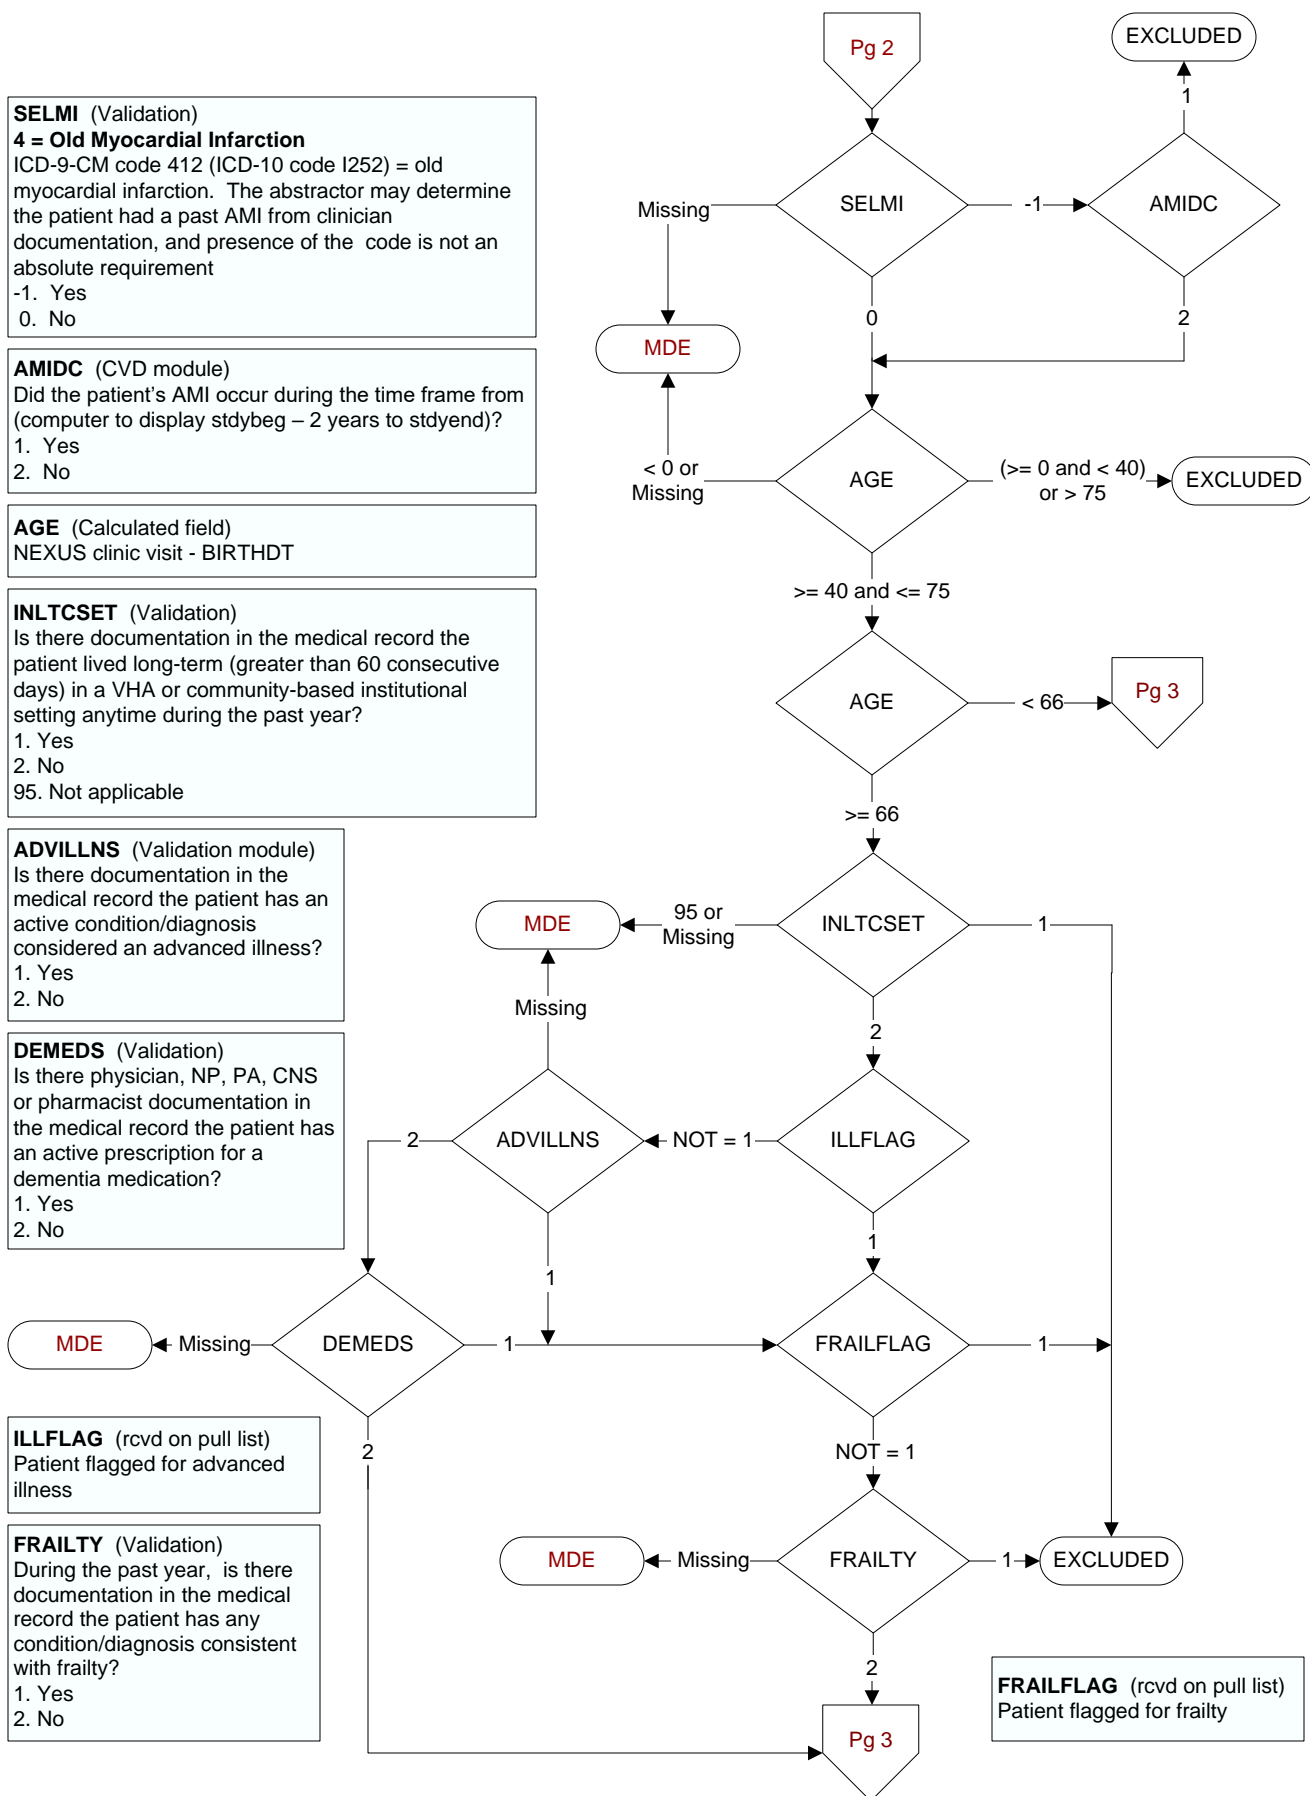 Pg 2
EXCLUDED
1
SELMI (Validation)
4 = Old Myocardial Infarction
ICD-9-CM code 412 (ICD-10 code I252) = old
myocardial infarction.  The abstractor may determine
the patient had a past AMI from clinician
documentation, and presence of the  code is not an
absolute requirement
-1.  Yes
0.  No
Missing
SELMI
-1
AMIDC
0
2
MDE
AMIDC (CVD module)
Did the patient's AMI occur during the time frame from
(computer to display stdybeg – 2 years to stdyend)?
1.  Yes
2.  No
< 0 or
Missing
AGE
(>= 0 and < 40)
or > 75
EXCLUDED
AGE (Calculated field)
NEXUS clinic visit - BIRTHDT
>= 40 and <= 75
INLTCSET (Validation)
Is there documentation in the medical record the
patient lived long-term (greater than 60 consecutive
days) in a VHA or community-based institutional
setting anytime during the past year?
1. Yes
2. No
95. Not applicable
AGE
< 66
Pg 3
>= 66
ADVILLNS (Validation module)
Is there documentation in the
medical record the patient has an
active condition/diagnosis
considered an advanced illness?
1. Yes
2. No
MDE
95 or
Missing
INLTCSET
1
Missing
2
DEMEDS (Validation)
Is there physician, NP, PA, CNS
or pharmacist documentation in
the medical record the patient has
an active prescription for a
dementia medication?
1. Yes
2. No
2
ADVILLNS
NOT = 1
ILLFLAG
1
1
MDE
Missing
DEMEDS
1
FRAILFLAG
1
ILLFLAG (rcvd on pull list)
Patient flagged for advanced
illness
2
NOT = 1
FRAILTY (Validation)
During the past year,  is there
documentation in the medical
record the patient has any
condition/diagnosis consistent
with frailty?
1. Yes
2. No
MDE
Missing
FRAILTY
1
EXCLUDED
2
FRAILFLAG (rcvd on pull list)
Patient flagged for frailty
Pg 3